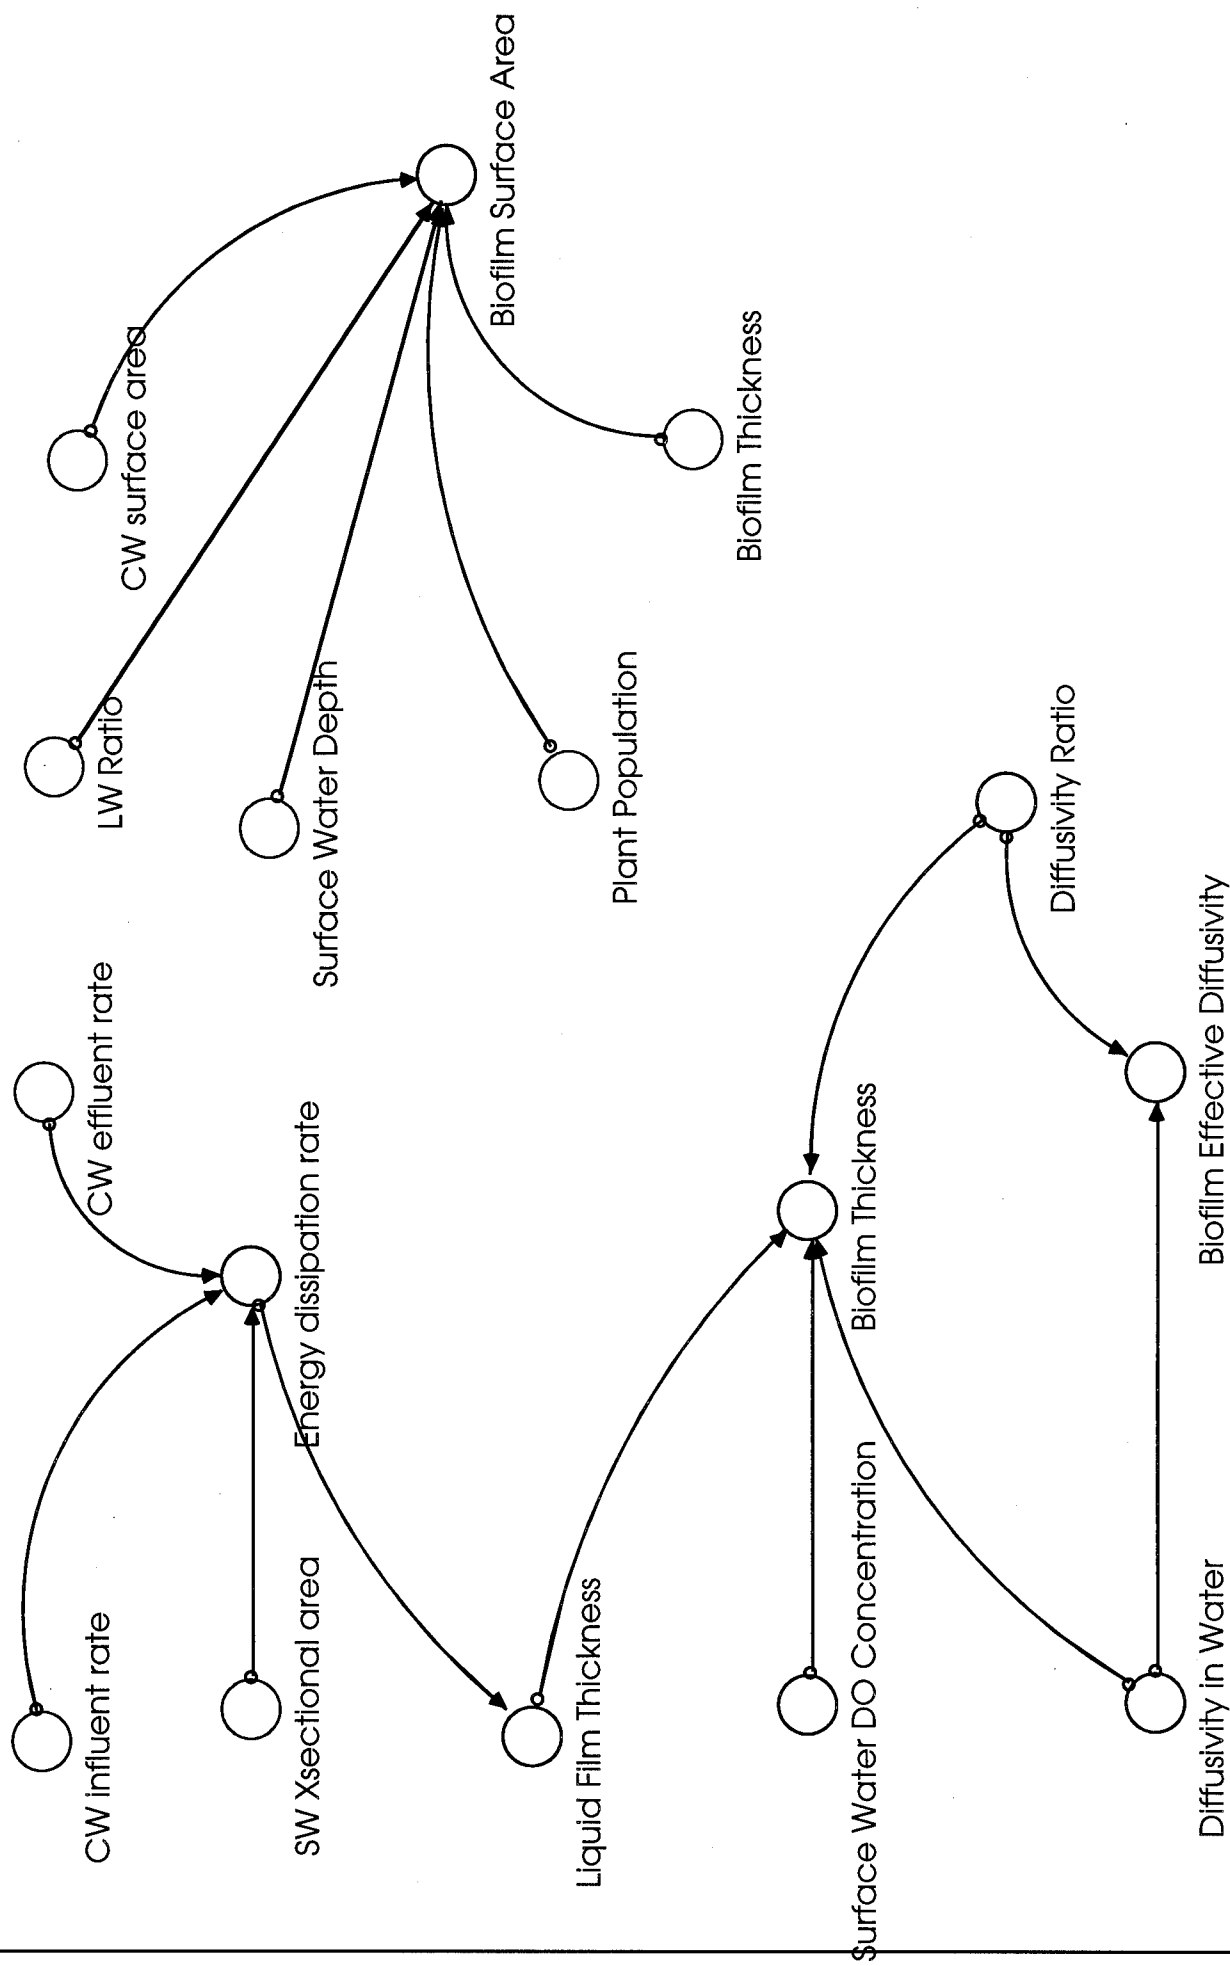 CW influent rate
CW effluent rate
LW Ratio
CW surface area
SW Xsectional area
Energy dissipation rate
Surface Water Depth
Biofilm Surface Area
Liquid Film Thickness
Plant Population
Biofilm Thickness
Surface Water DO Concentration
Biofilm Thickness
Diffusivity Ratio
Diffusivity in Water
Biofilm Effective Diffusivity